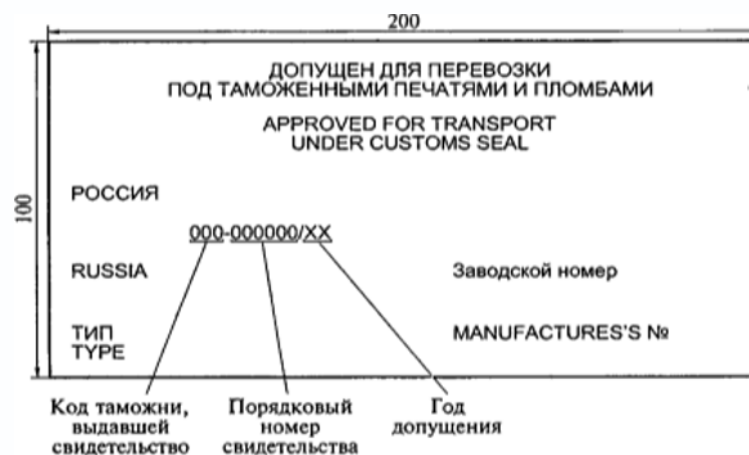 200
100
ДОПУЩЕН ДЛЯ ПЕРЕВОЗКИ
ПОД ТАМОЖЕННЫМИ ПЕЧАТЯМИ И ПЛОМБАМИ
APPROVED FOR TRANSPORT
UNDER CUSTOMS SEAL
РОССИЯ
000-000000/XX
RUSSIA
Заводской номер
ТИП
TYPE
MANUFACTURES'S №
Код таможни,
выдавшей
свидетельство
Порядковый
номер
свидетельства
Год
допущения